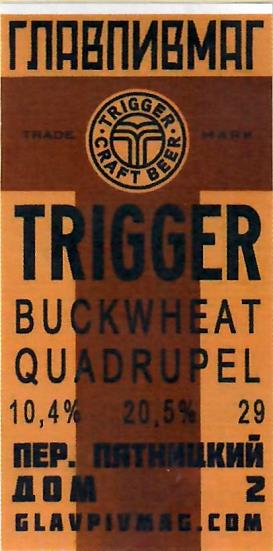 ГЛАВПИВМАГ
TRADE MARK
TRIGGER
CRAFT BEER
TRIGGER
BUCKWHEAT
QUADRUPEL
10,4% 20,5% 29
ПЕР. ПЯТНИЦКИЙ
ДОМ 2
GLAVPIVMAG.COM